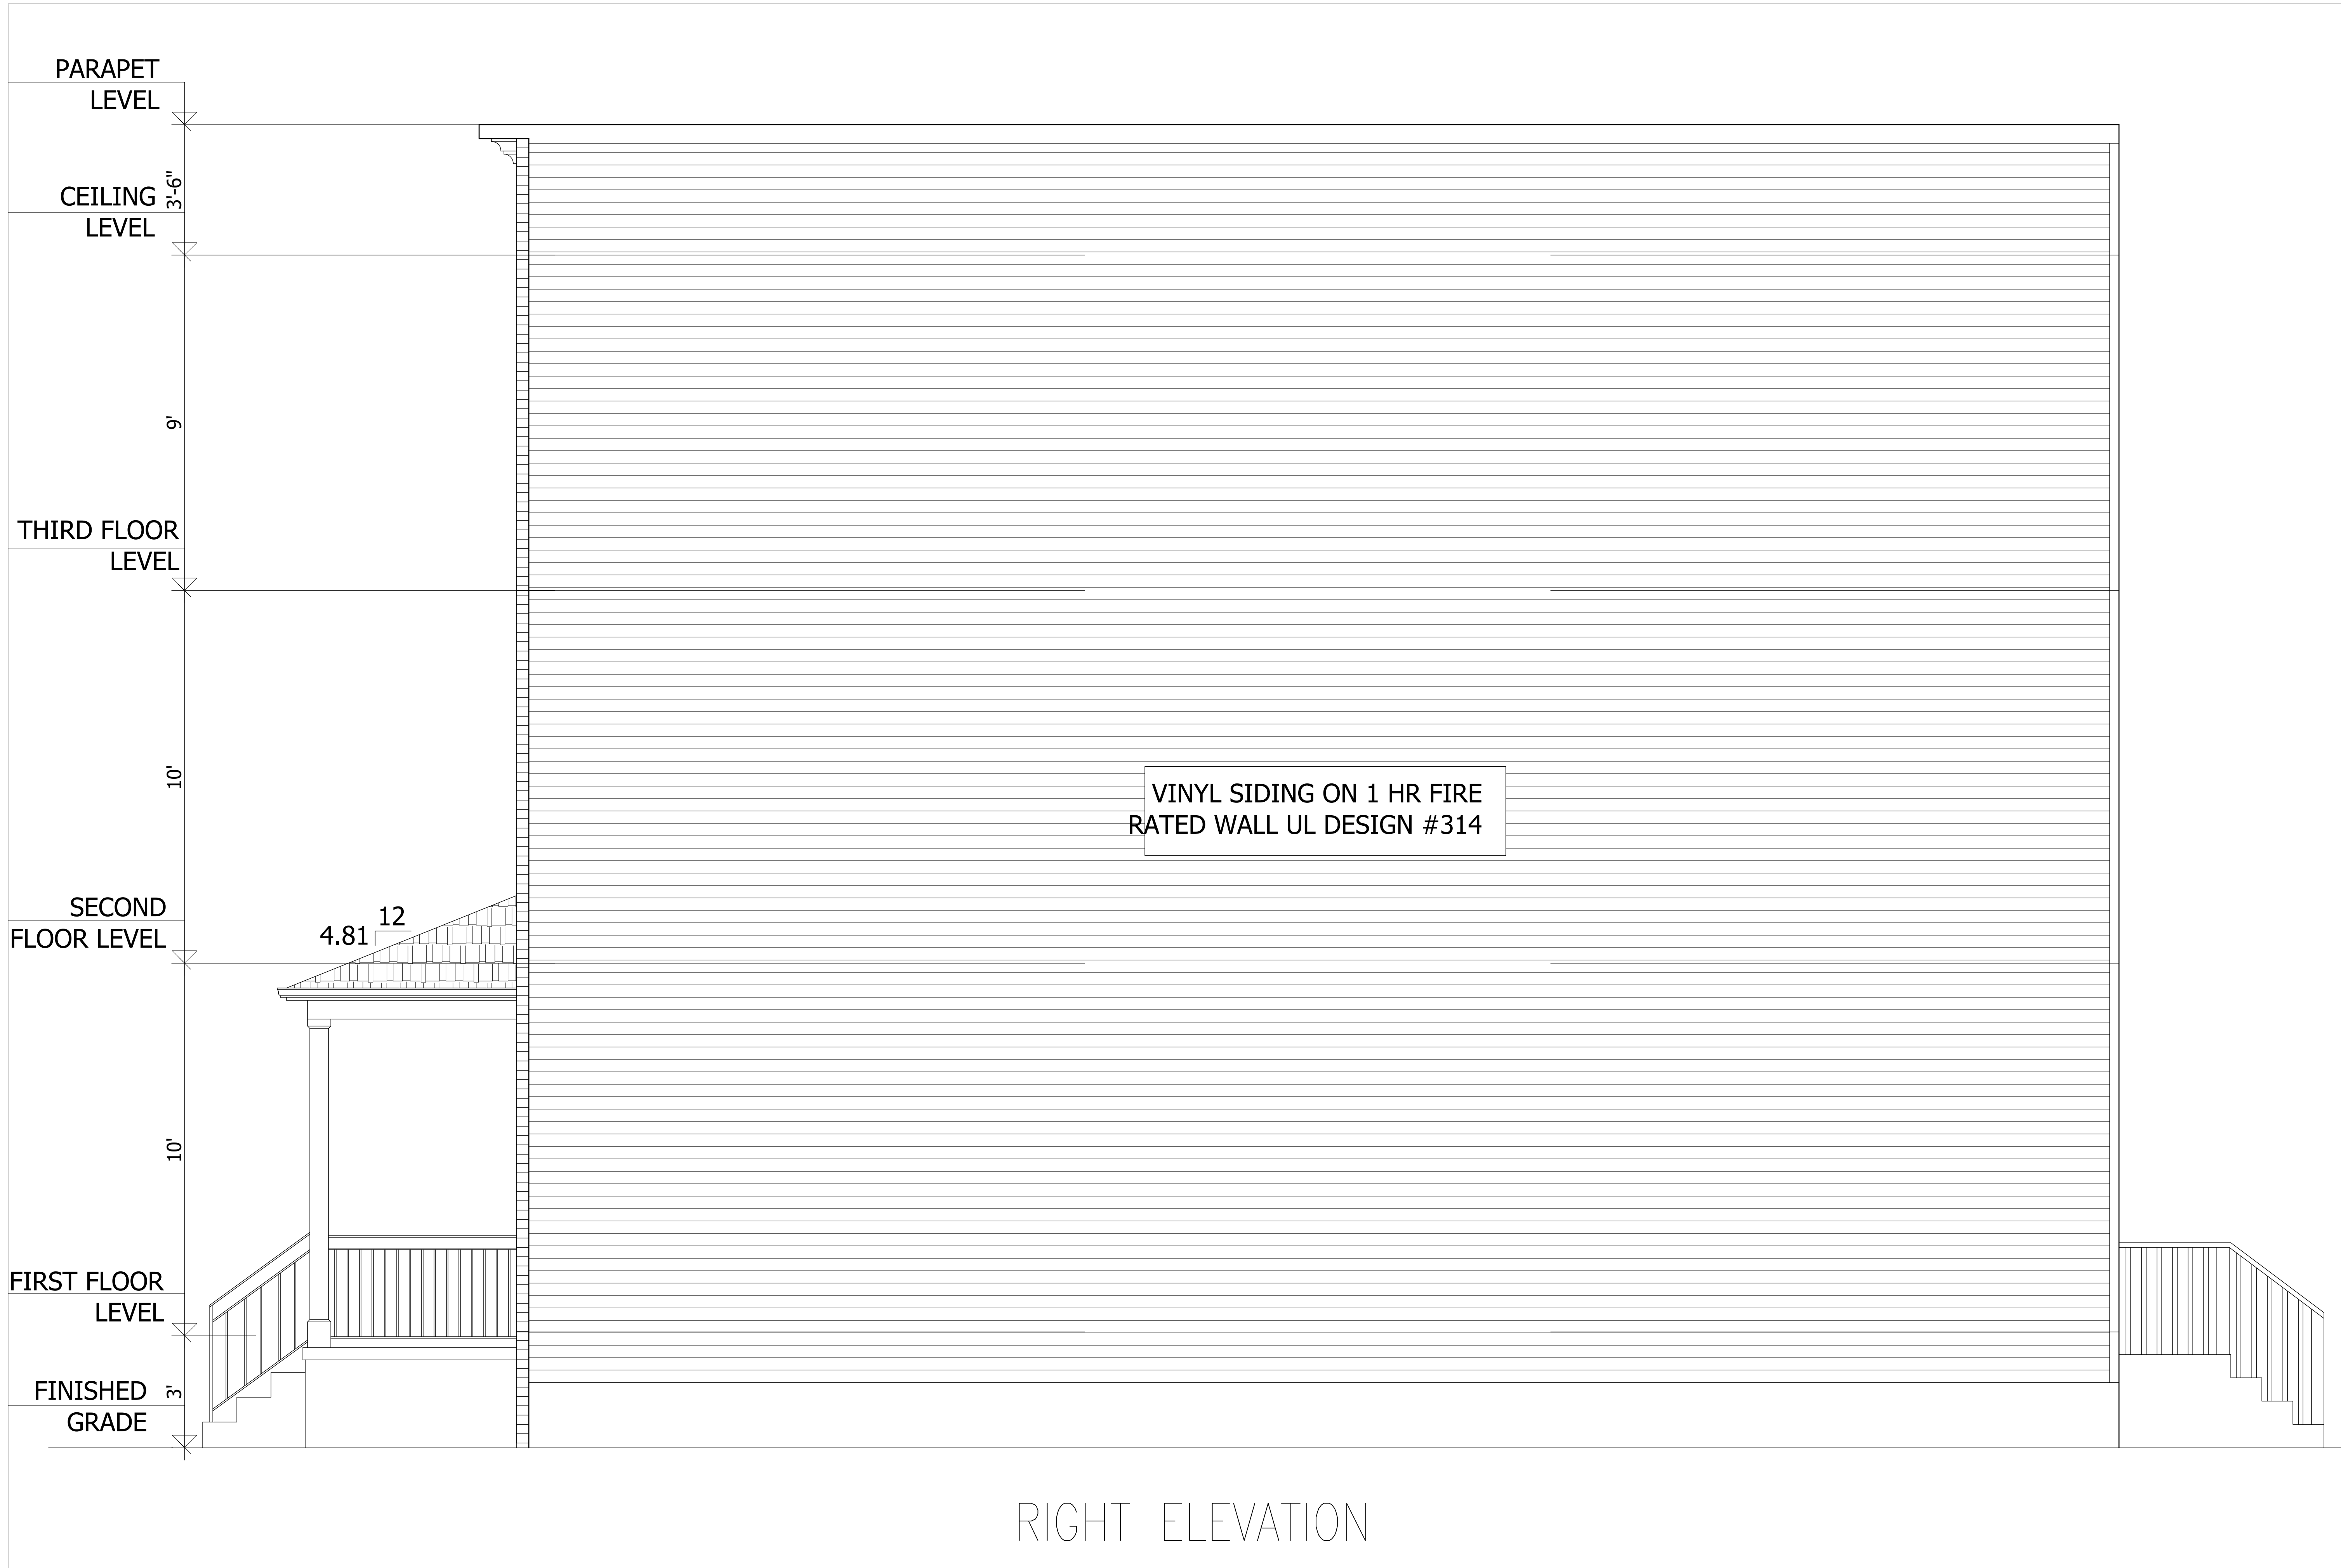 PARAPET
LEVEL
3'-6"
CEILING
LEVEL
9'
THIRD FLOOR
LEVEL
10'
VINYL SIDING ON 1 HR FIRE
RATED WALL UL DESIGN #314
SECOND
FLOOR LEVEL
12
4.81
10'
FIRST FLOOR
LEVEL
3'
FINISHED
GRADE
RIGHT ELEVATION